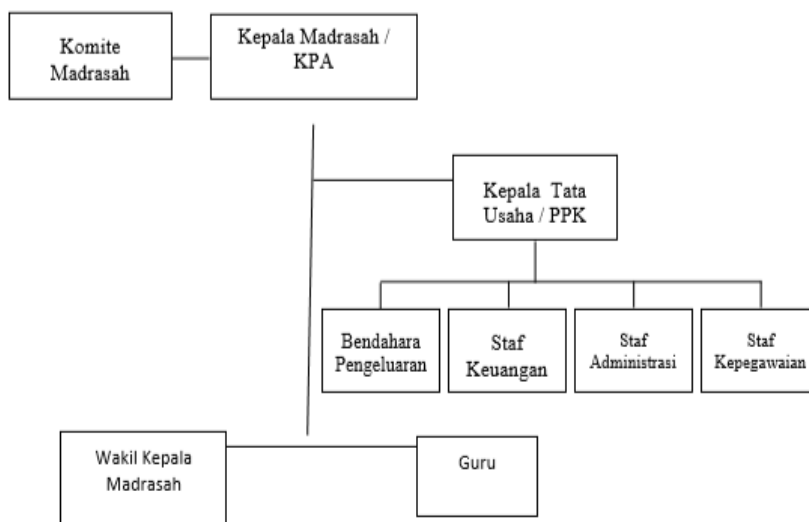 Komite
Madrasah
Kepala Madrasah /
KPA
Kepala Tata
Usaha / PPK
Bendahara
Pengeluaran
Staf
Keuangan
Staf
Administrasi
Staf
Kepegawaian
Wakil Kepala
Madrasah
Guru